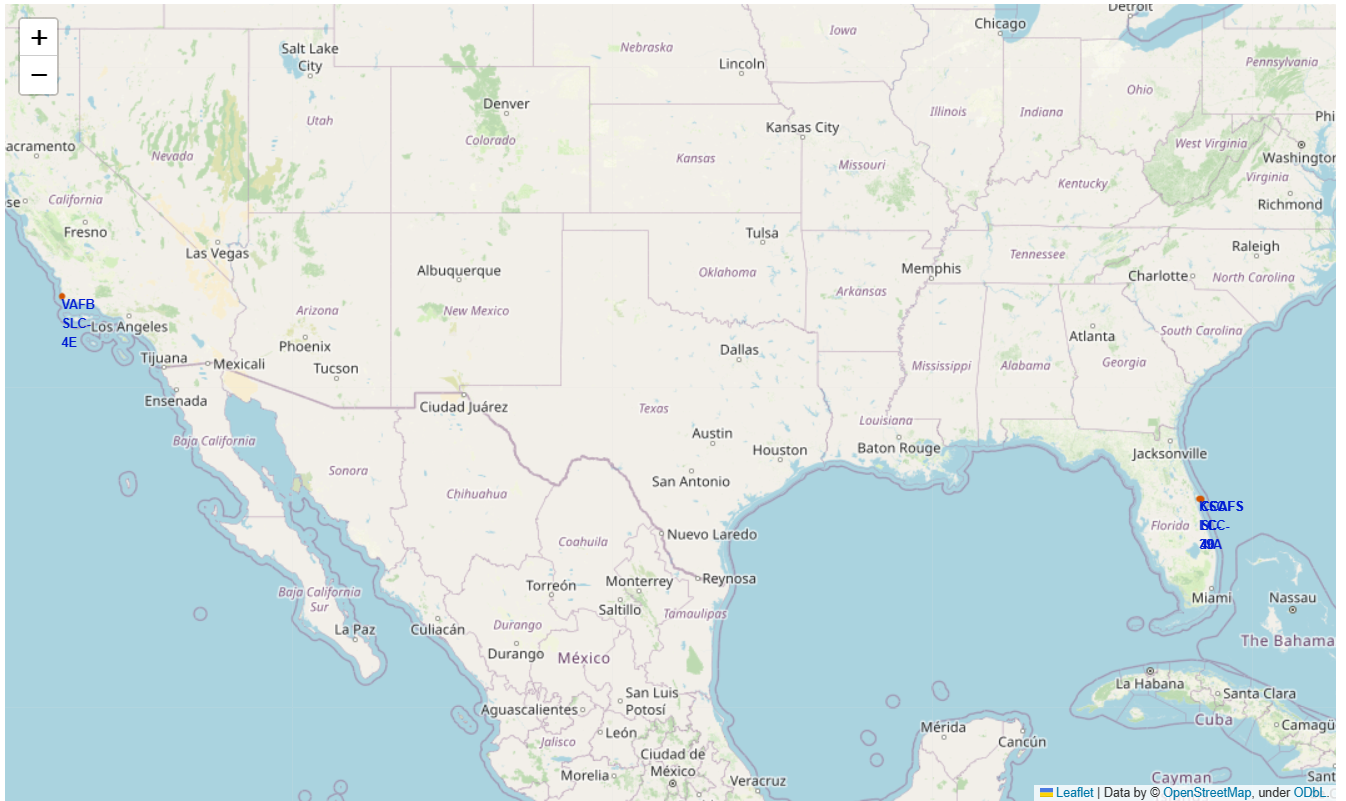 +
−
Detroit
Chicago
Iowa
Nebraska
Salt Lake
City
Lincoln
Pennsylvania
Ohio
Denver
Illinois
Indiana
Utah
Phi
Kansas City
Colorado
acramento
Nevada
Kansas
Missouri
West Virginia
Washington
Virginia
Kentucky
California
se
Richmond
Fresno
Tulsa
Las Vegas
Raleigh
Tennessee
Albuquerque
Oklahoma
Memphis
Charlotte
North Carolina
Arkansas
VAFB
SLC-
4E
Los Angeles
Arizona
New Mexico
South Carolina
Atlanta
Phoenix
Dallas
Tijuana
Mexicali
Tucson
Mississippi
Alabama
Georgia
Ensenada
Ciudad Juárez
Texas
Louisiana
Baja California
Austin
Houston
Baton Rouge
Jacksonville
Sonora
San Antonio
Chihuahua
Florida
Nuevo Laredo
Coahuila
Torreón
Monterrey
Reynosa
Baja California
Sur
Saltillo
Tamaulipas
Miami
Nassau
La Paz
Culiacán
Durango
The Bahama
Durango
México
La Habana
San Luis
Potosí
Santa Clara
Aguascalientes
Cuba
Camagü
León
Mérida
Cancún
Jalisco
Ciudad de
México
Morelia
Veracruz
Cayman
Sant
Leaflet | Data by © OpenStreetMap, under ODbL.